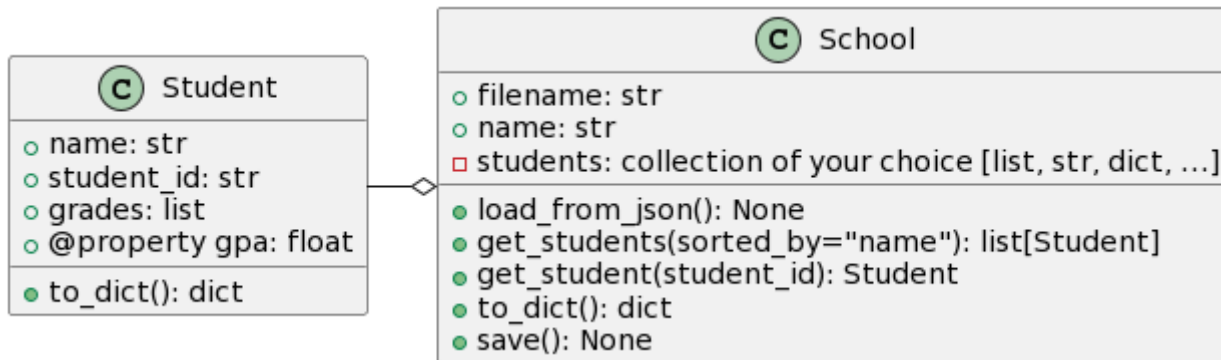 C Student
name: str
student_id: str
grades: list
@property gpa: float
to_dict(): dict
C School
filename: str
name: str
students: collection of your choice [list, str, dict, ...]
load_from_json(): None
get_students(sorted_by="name"): list[Student]
get_student(student_id): Student
to_dict(): dict
save(): None